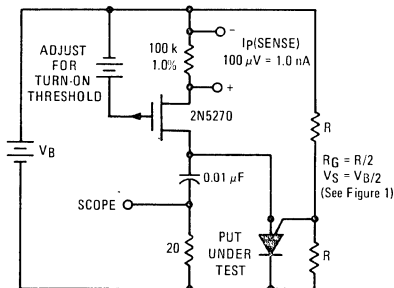 ADJUST
FOR
TURN-ON
THRESHOLD
100 k
1.0%
–
IP(SENSE)
100 µV = 1.0 nA
+
2N5270
R
VB
RG = R/2
VS = VB/2
(See Figure 1)
0.01 µF
SCOPE
20
PUT
UNDER
TEST
R